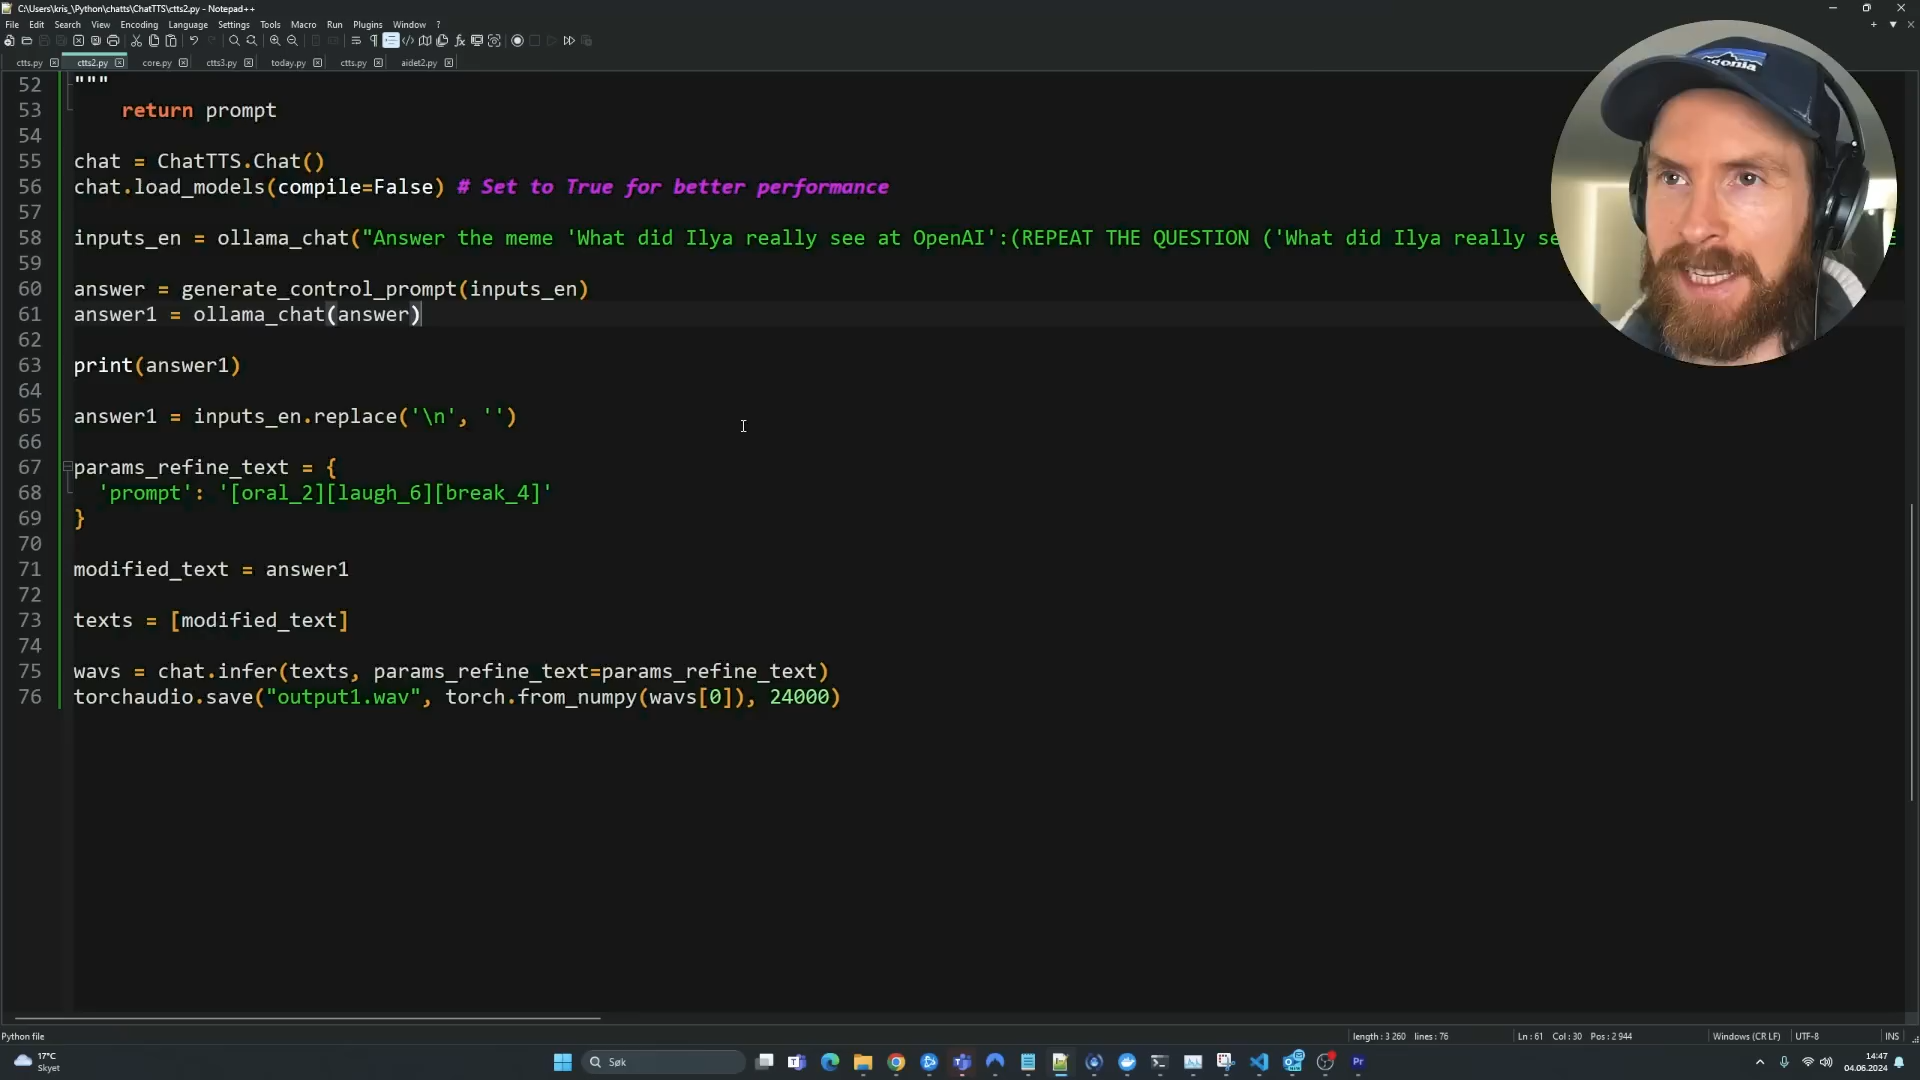 C:\Users\kris_\Python\chatts\ChatTTS\ctts2.py - Notepad++
File Edit Search View Encoding Language Settings Tools Macro Run Plugins Window ?
ctts.py ctts2.py core.py ctts3.py today.py ctts.py aidet2.py
52 """
53 return prompt
54
55 chat = ChatTTS.Chat()
56 chat.load_models(compile=False) # Set to True for better performance
57
58 inputs_en = ollama_chat("Answer the meme 'What did Ilya really see at OpenAI':(REPEAT THE QUESTION ('What did Ilya really se
59
60 answer = generate_control_prompt(inputs_en)
61 answer1 = ollama_chat(answer)
62
63 print(answer1)
64
65 answer1 = inputs_en.replace('\n', '')
66
67 params_refine_text = {
68 'prompt': '[oral_2][laugh_6][break_4]'
69 }
70
71 modified_text = answer1
72
73 texts = [modified_text]
74
75 wavs = chat.infer(texts, params_refine_text=params_refine_text)
76 torchaudio.save("output1.wav", torch.from_numpy(wavs[0]), 24000)
Python file length : 3 260 lines : 76 Ln : 61 Col : 30 Pos : 2 944 Windows (CR LF) UTF-8 INS
17°C
Skyet
Søk
Pr
14:47
04.06.2024